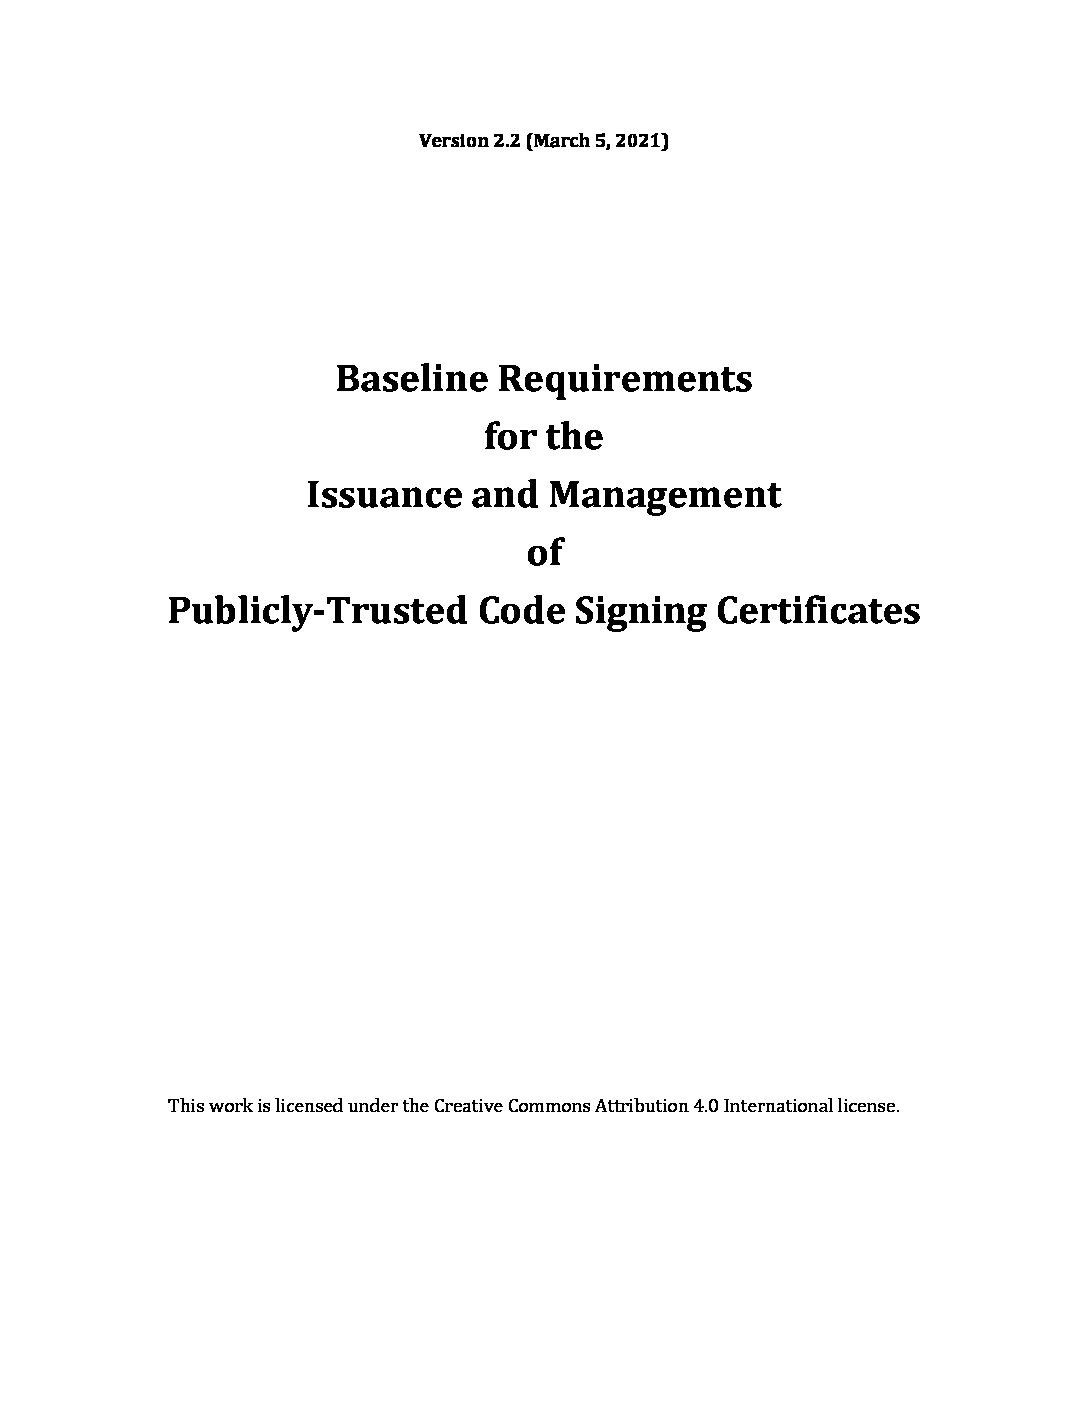 Version 2.2 (March 5, 2021)
Baseline Requirements
for the
Issuance and Management
of
Publicly-Trusted Code Signing Certificates
This work is licensed under the Creative Commons Attribution 4.0 International license.